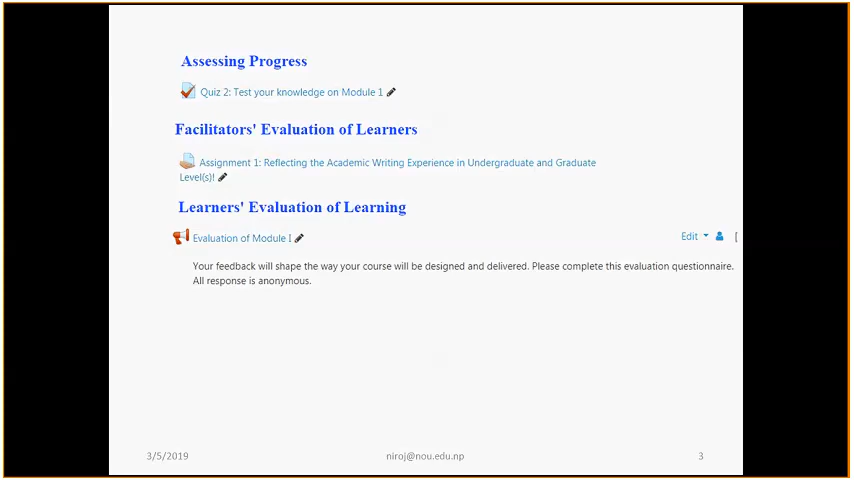 Assessing Progress
Quiz 2: Test your knowledge on Module 1
Facilitators' Evaluation of Learners
Assignment 1: Reflecting the Academic Writing Experience in Undergraduate and Graduate
Level(s)!
Learners' Evaluation of Learning
Evaluation of Module I
Edit
Your feedback will shape the way your course will be designed and delivered. Please complete this evaluation questionnaire.
All response is anonymous.
3/5/2019
niroj@nou.edu.np
3